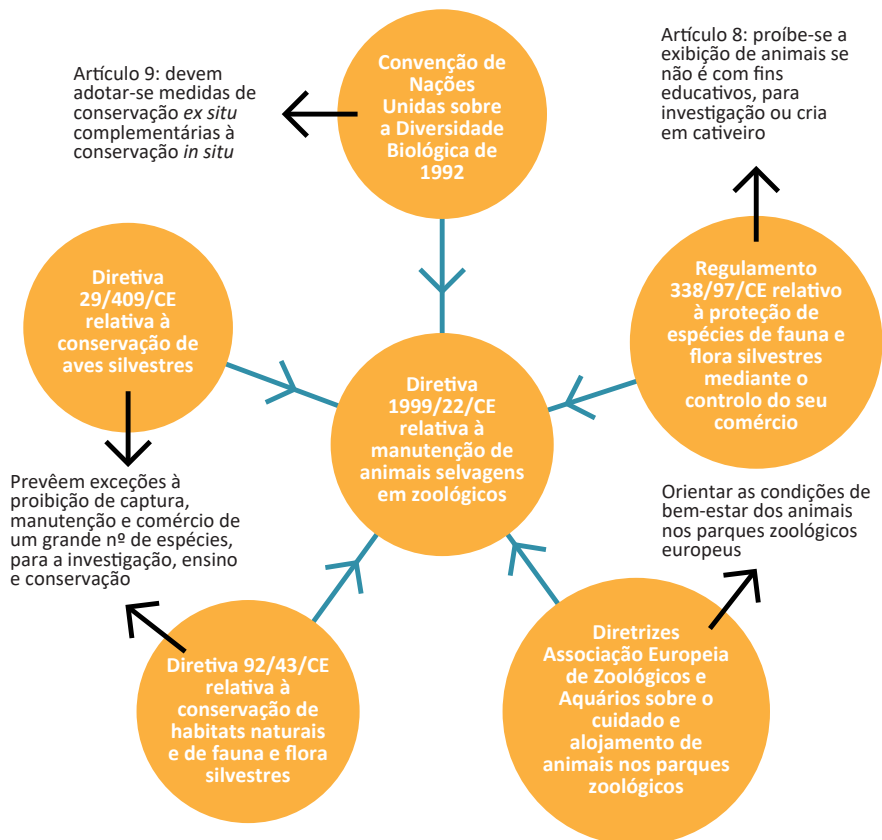 Artículo 9: devem
adotar-se medidas de
conservação ex situ
complementárias à
conservação in situ
Convenção de
Nações
Unidas sobre
a Diversidade
Biológica de
1992
Artículo 8: proíbe-se a
exibição de animais se
não é com fins
educativos, para
investigação ou cria
em cativeiro
Diretiva
29/409/CE
relativa à
conservação de
aves silvestres
Diretiva
1999/22/CE
relativa à
manutenção de
animais selvagens
em zoológicos
Regulamento
338/97/CE relativo
à proteção de
espécies de fauna e
flora silvestres
mediante o
controlo do seu
comércio
Prevêem exceções à
proibição de captura,
manutenção e comércio de
um grande nº de espécies,
para a investigação, ensino
e conservação
Orientar as condições de
bem-estar dos animais
nos parques zoológicos
europeus
Diretiva 92/43/CE
relativa à
conservação de
habitats naturais
e de fauna e flora
silvestres
Diretrizes
Associação Europeia
de Zoológicos e
Aquários sobre o
cuidado e
alojamento de
animais nos parques
zoológicos